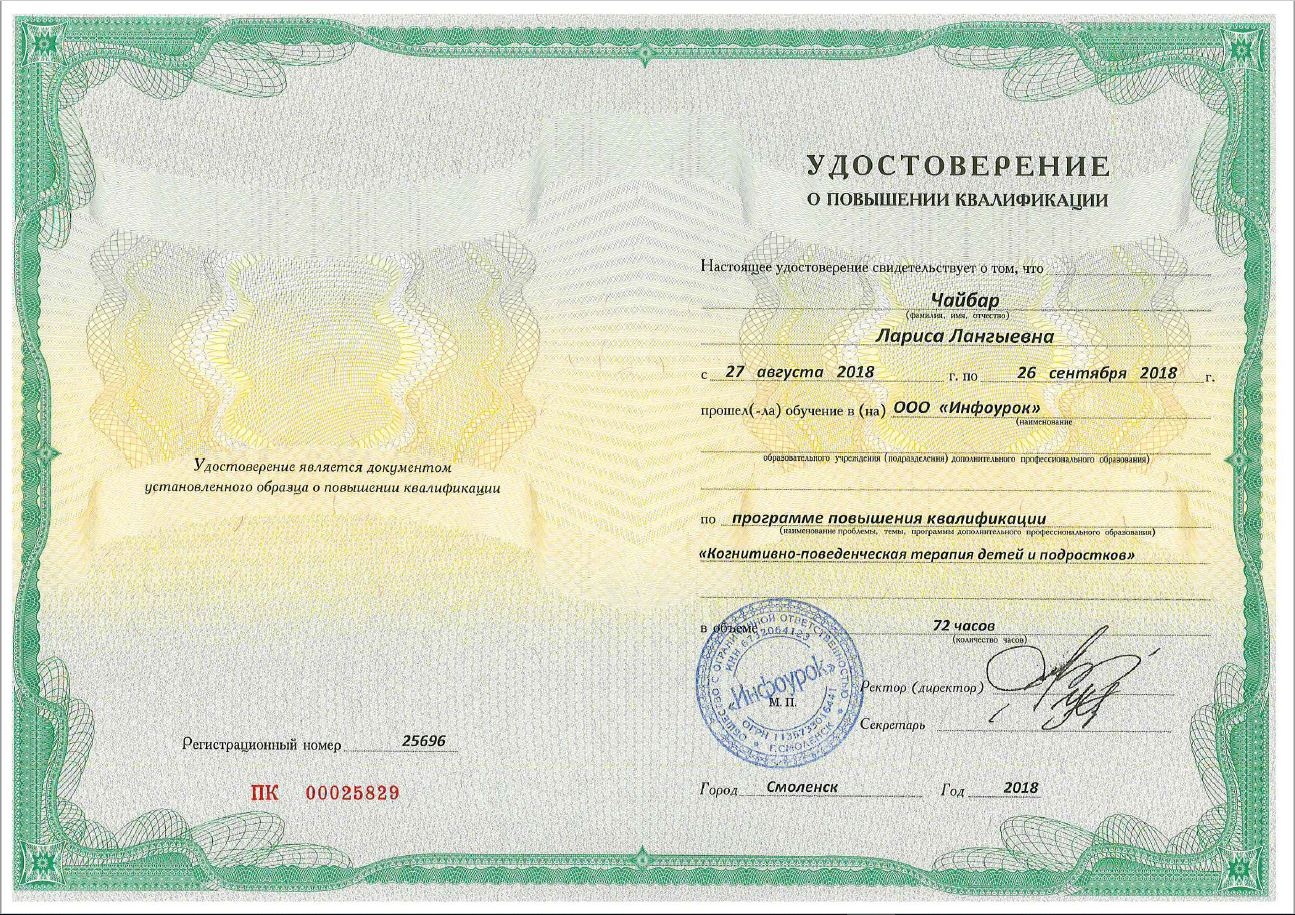 Удостоверение является документом
установленного образца о повышении квалификации
Регистрационный номер 25696
ПК 00025829
УДОСТОВЕРЕНИЕ
О ПОВЫШЕНИИ КВАЛИФИКАЦИИ
Настоящее удостоверение свидетельствует о том, что
Чайбар
(фамилия, имя, отчество)
Лариса Лангыевна
с 27 августа 2018 г. по 26 сентября 2018 г.
прошел(-ла) обучение в (на) ООО «Инфоурок»
(наименование
образовательного учреждения (подразделения) дополнительного профессионального образования)
по программе повышения квалификации
(наименование проблемы, темы, программы дополнительного профессионального образования)
«Когнитивно-поведенческая терапия детей и подростков»
в объеме 72 часов
(количество часов)
ОБЩЕСТВО С ОГРАНИЧЕННОЙ ОТВЕТСТВЕННОСТЬЮ
ИНН 6732064123
«Инфоурок»
М. П.
ОГРН 1136733016441
Г.СМОЛЕНСК
Ректор (директор)
Секретарь
Город Смоленск Год 2018